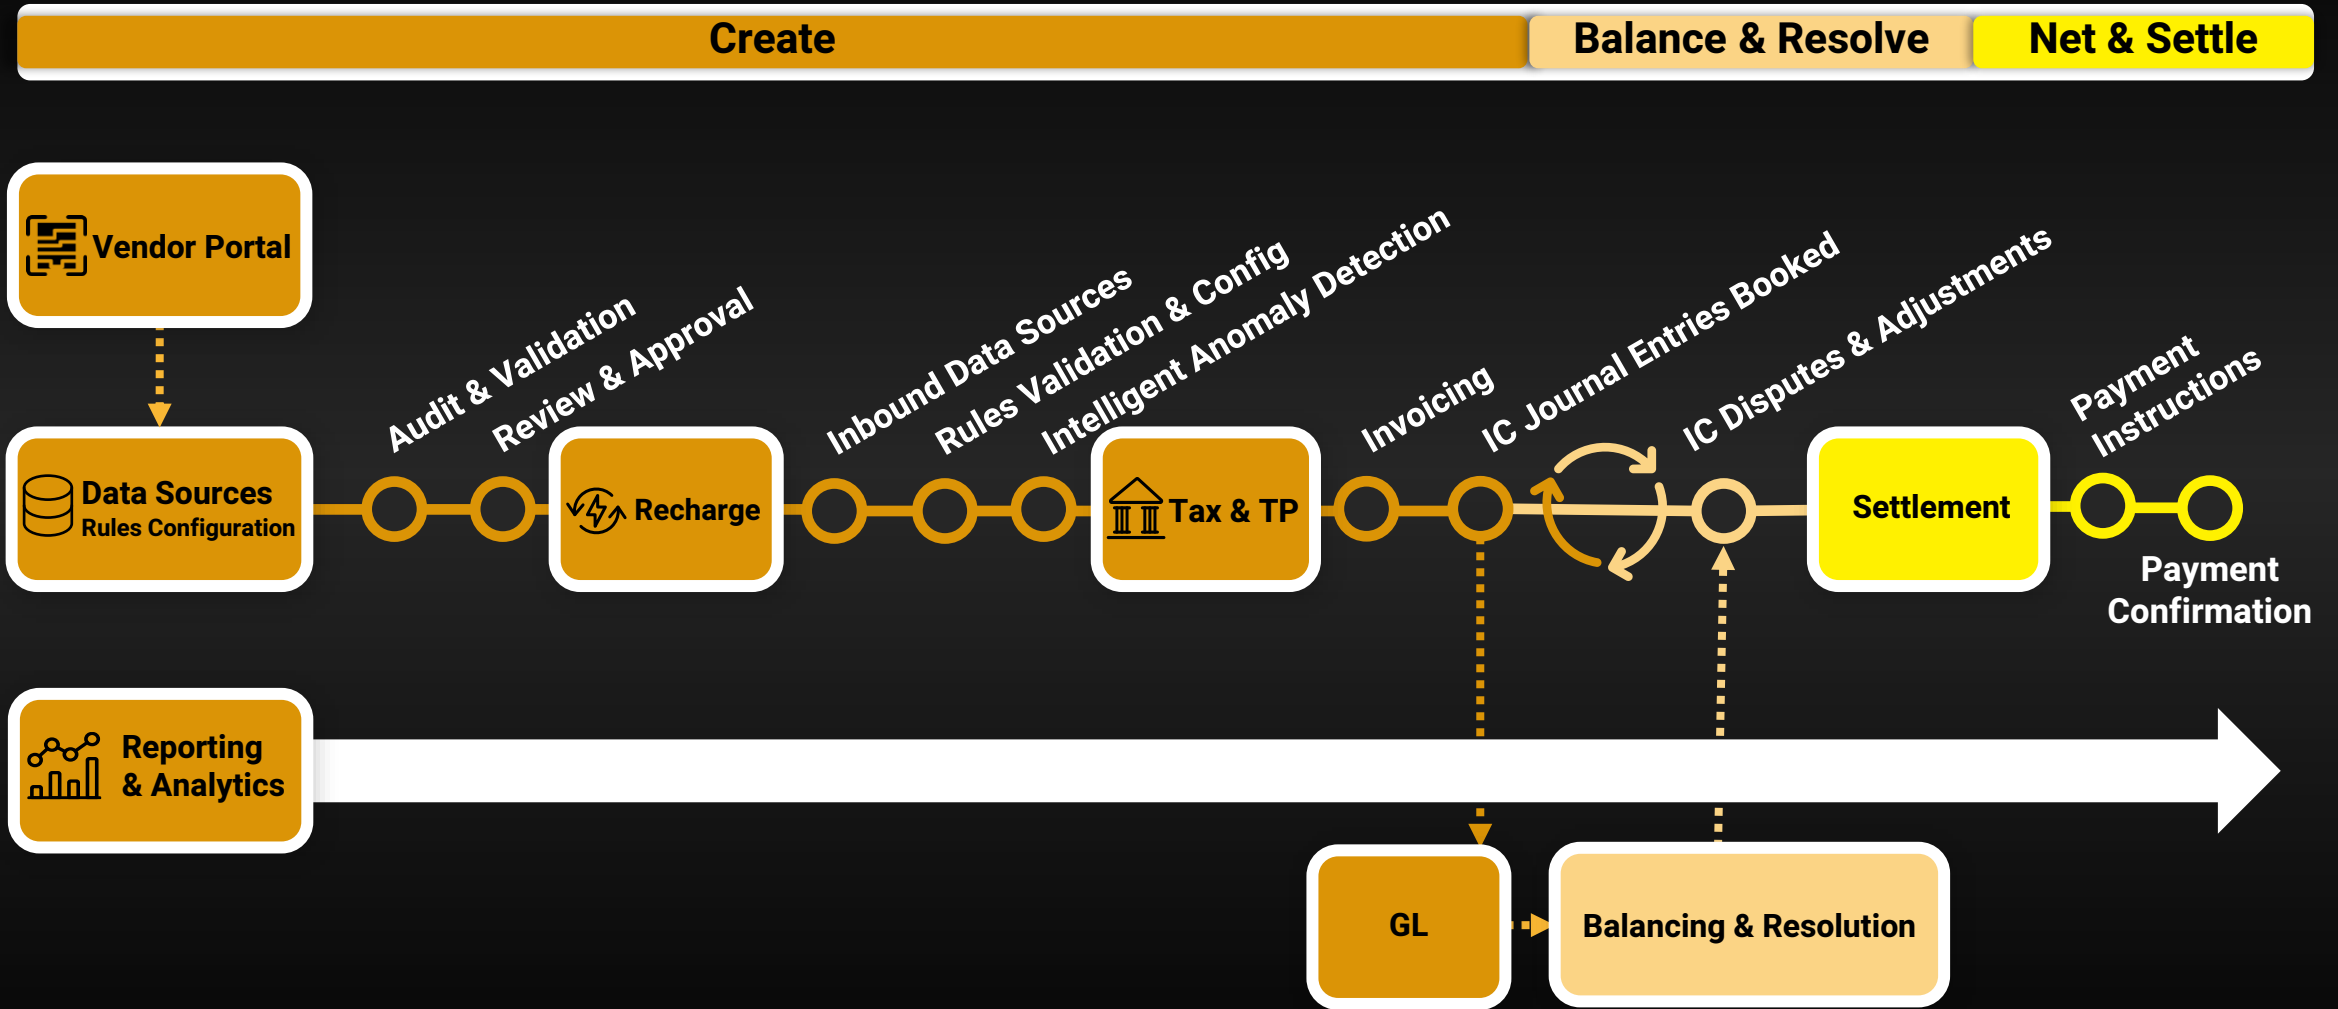 Create
Balance & Resolve
Net & Settle
Vendor Portal
Data Sources
Rules Configuration
Audit & Validation
Review & Approval
Recharge
Inbound Data Sources
Rules Validation & Config
Intelligent Anomaly Detection
Tax & TP
Invoicing
IC Journal Entries Booked
IC Disputes & Adjustments
Settlement
Payment
Instructions
Payment
Confirmation
Reporting
& Analytics
GL
Balancing & Resolution